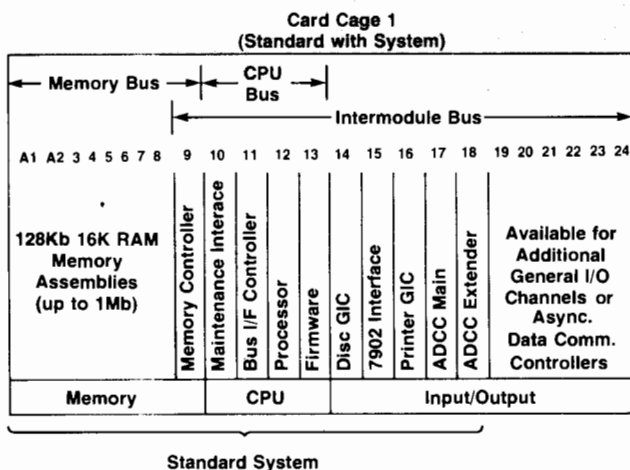 Card Cage 1
(Standard with System)
Memory Bus
CPU
Bus
Intermodule Bus
A1 A2 3 4 5 6 7 8 9 10 11 12 13 14 15 16 17 18 19 20 21 22 23 24
128Kb 16K RAM
Memory
Assemblies
(up to 1Mb)
Memory Controller
Maintenance Interace
Bus I/F Controller
Processor
Firmware
Disc GIC
7902 Interface
Printer GIC
ADCC Main
ADCC Extender
Available for
Additional
General I/O
Channels or
Async.
Data Comm.
Controllers
Memory
CPU
Input/Output
Standard System